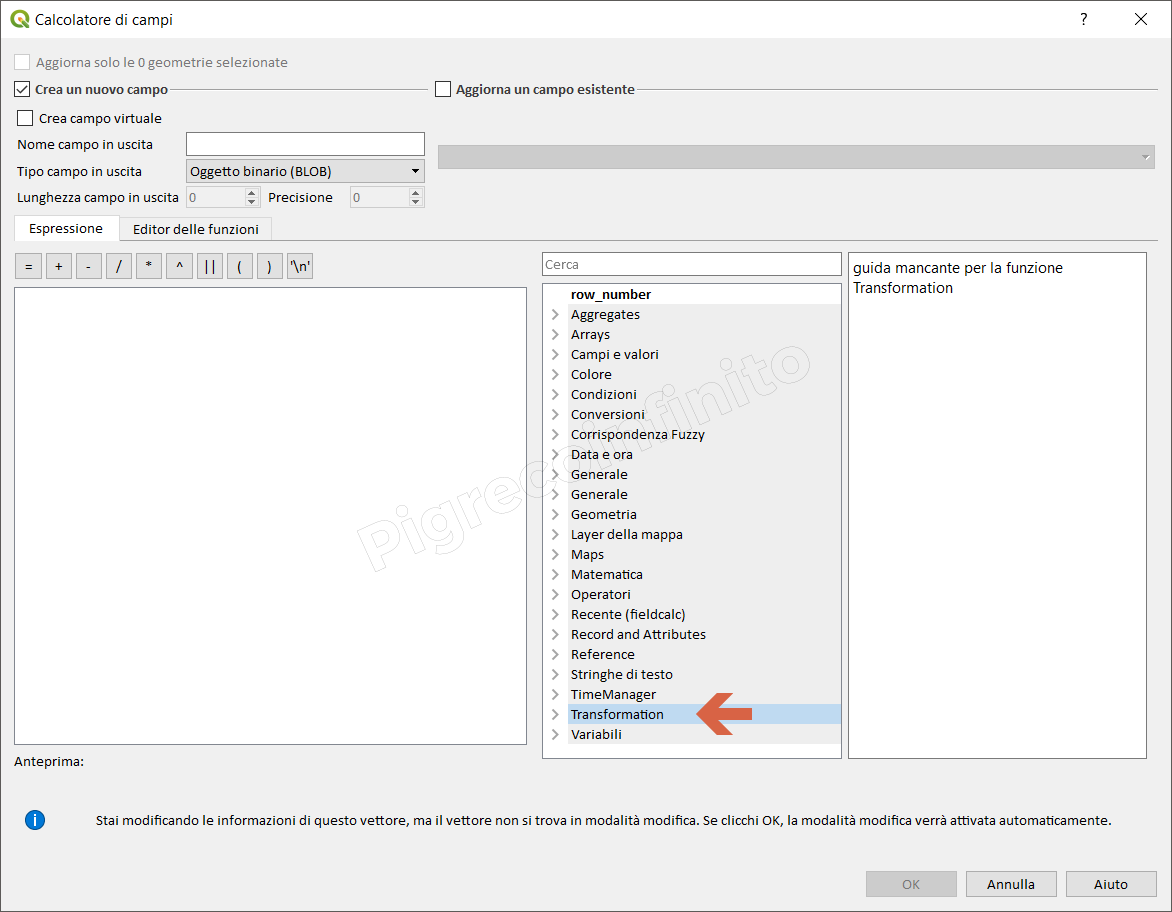 Calcolatore di campi
?
Aggiorna solo le 0 geometrie selezionate
Crea un nuovo campo
Aggiorna un campo esistente
Crea campo virtuale
Nome campo in uscita
Tipo campo in uscita
Oggetto binario (BLOB)
Lunghezza campo in uscita
0
Precisione
0
Espressione
Editor delle funzioni
= + - / * ^ || ( ) '\n'
Cerca
row_number
Aggregates
Arrays
Campi e valori
Colore
Condizioni
Conversioni
Corrispondenza Fuzzy
Data e ora
Generale
Generale
Geometria
Layer della mappa
Maps
Matematica
Operatori
Recente (fieldcalc)
Record and Attributes
Reference
Stringhe di testo
TimeManager
Transformation
Variabili
guida mancante per la funzione
Transformation
Pigrecoinfinito
Anteprima:
Stai modificando le informazioni di questo vettore, ma il vettore non si trova in modalità modifica. Se clicchi OK, la modalità modifica verrà attivata automaticamente.
OK
Annulla
Aiuto